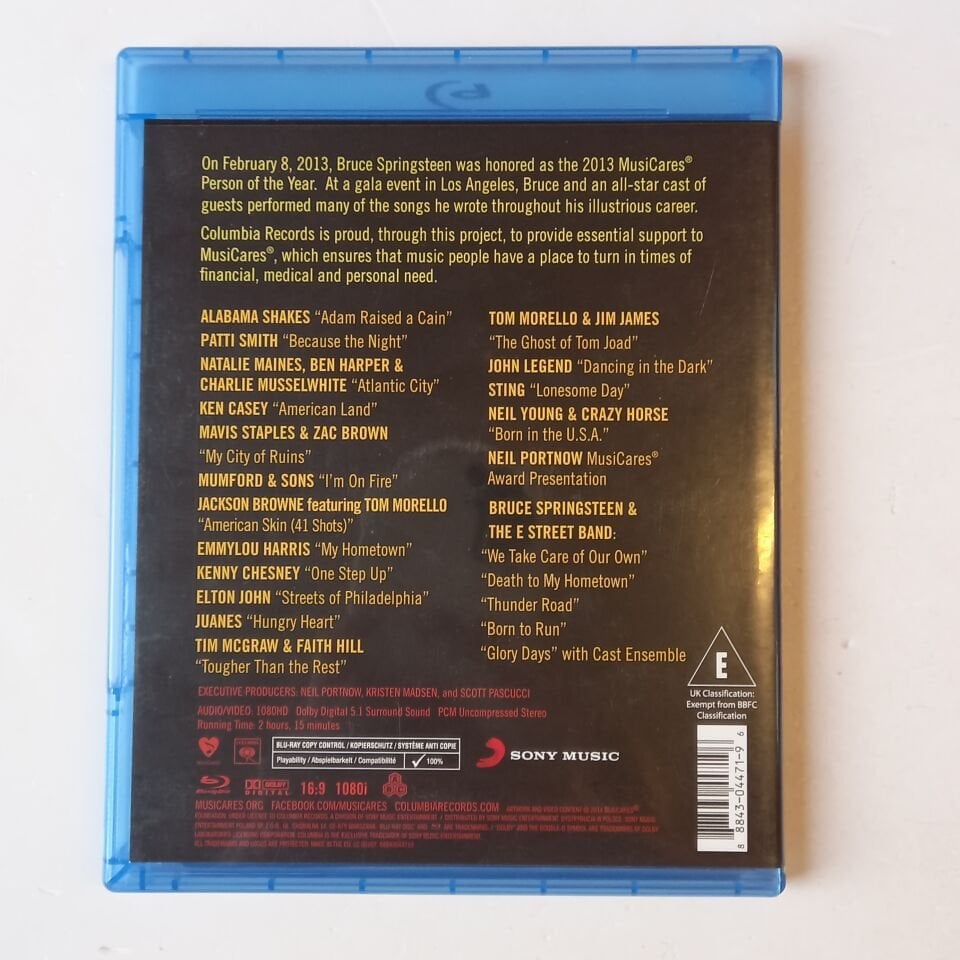 On February 8, 2013, Bruce Springsteen was honored as the 2013 MusiCares®
Person of the Year. At a gala event in Los Angeles, Bruce and an all-star cast of
guests performed many of the songs he wrote throughout his illustrious career.
Columbia Records is proud, through this project, to provide essential support to
MusiCares®, which ensures that music people have a place to turn in times of
financial, medical and personal need.
ALABAMA SHAKES “Adam Raised a Cain”
PATTI SMITH “Because the Night”
NATALIE MAINES, BEN HARPER &
CHARLIE MUSSELWHITE “Atlantic City”
KEN CASEY “American Land”
MAVIS STAPLES & ZAC BROWN
“My City of Ruins”
MUMFORD & SONS “I'm On Fire”
JACKSON BROWNE featuring TOM MORELLO
“American Skin (41 Shots)”
EMMYLOU HARRIS “My Hometown”
KENNY CHESNEY “One Step Up”
ELTON JOHN “Streets of Philadelphia”
JUANES “Hungry Heart”
TIM MCGRAW & FAITH HILL
“Tougher Than the Rest”
TOM MORELLO & JIM JAMES
“The Ghost of Tom Joad”
JOHN LEGEND “Dancing in the Dark”
STING “Lonesome Day”
NEIL YOUNG & CRAZY HORSE
“Born in the U.S.A.”
NEIL PORTNOW MusiCares®
Award Presentation
BRUCE SPRINGSTEEN &
THE E STREET BAND:
“We Take Care of Our Own”
“Death to My Hometown”
“Thunder Road”
“Born to Run”
“Glory Days” with Cast Ensemble
E
UK Classification:
Exempt from BBFC
Classification
EXECUTIVE PRODUCERS: NEIL PORTNOW, KRISTEN MADSEN, and SCOTT PASCUCCI
AUDIO/VIDEO: 1080HD Dolby Digital 5.1 Surround Sound PCM Uncompressed Stereo
Running Time: 2 hours, 15 minutes
BLU-RAY COPY CONTROL / KOPIERSCHUTZ / SYSTÈME ANTI COPIE
Playability / Abspielbarkeit / Compatibilité 100%
SONY MUSIC
DOLBY DIGITAL 16:9 1080i
MUSICARES.ORG FACEBOOK.COM/MUSICARES COLUMBIARECORDS.COM
8 8843-04471-9 6